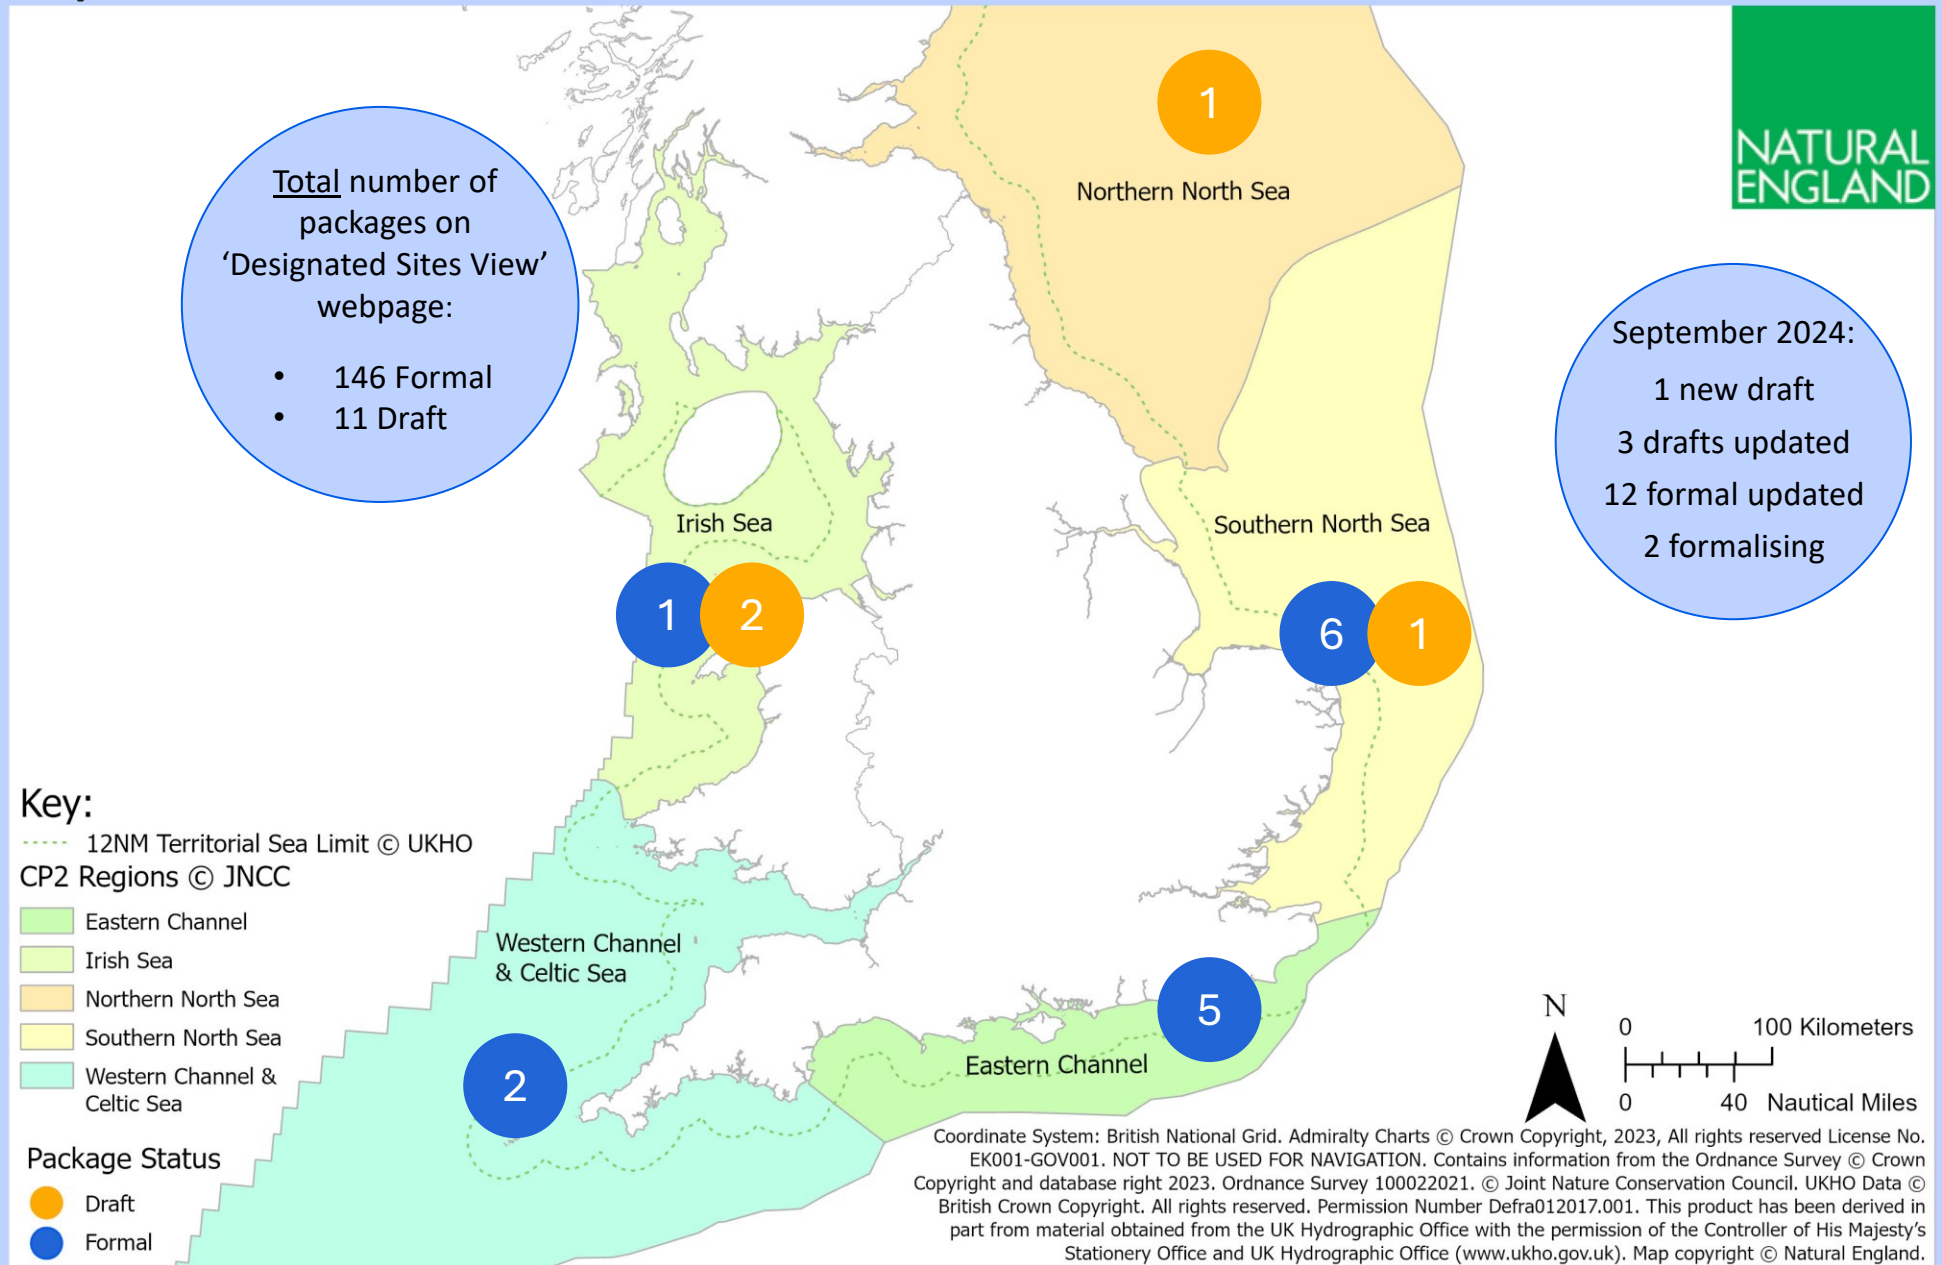 NATURAL
ENGLAND
Total number of
packages on
‘Designated Sites View’
webpage:
• 146 Formal
• 11 Draft
September 2024:
1 new draft
3 drafts updated
12 formal updated
2 formalising
1
Northern North Sea
Irish Sea
1
2
Southern North Sea
6
1
Western Channel
& Celtic Sea
2
5
Eastern Channel
Key:
12NM Territorial Sea Limit © UKHO
CP2 Regions © JNCC
Eastern Channel
Irish Sea
Northern North Sea
Southern North Sea
Western Channel &
Celtic Sea
Package Status
Draft
Formal
N
0 100 Kilometers
0 40 Nautical Miles
Coordinate System: British National Grid. Admiralty Charts © Crown Copyright, 2023, All rights reserved License No.
EK001-GOV001. NOT TO BE USED FOR NAVIGATION. Contains information from the Ordnance Survey © Crown
Copyright and database right 2023. Ordnance Survey 100022021. © Joint Nature Conservation Council. UKHO Data ©
British Crown Copyright. All rights reserved. Permission Number Defra012017.001. This product has been derived in
part from material obtained from the UK Hydrographic Office with the permission of the Controller of His Majesty’s
Stationery Office and UK Hydrographic Office (www.ukho.gov.uk). Map copyright © Natural England.